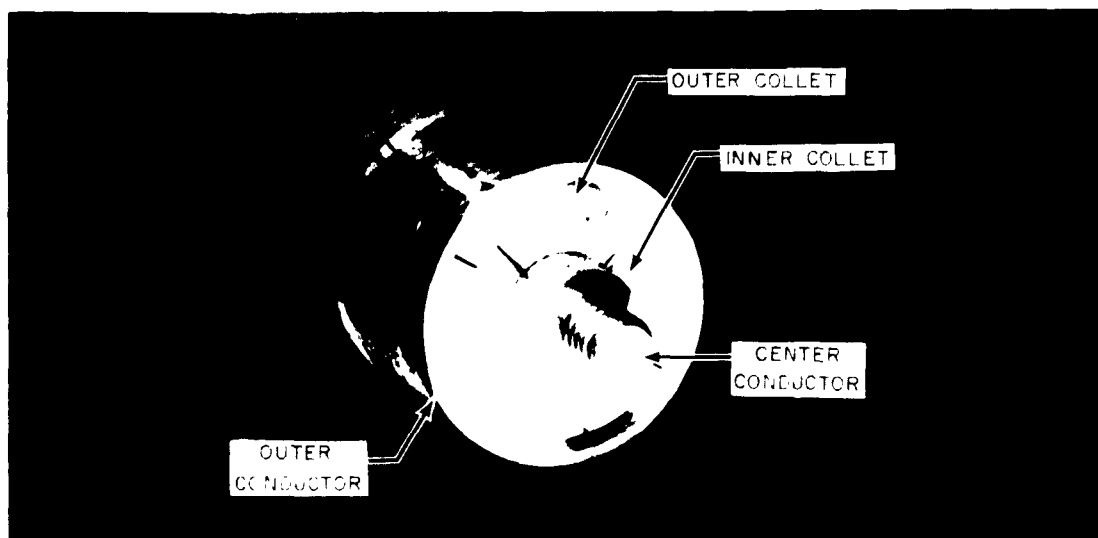 OUTER COLLET
INNER COLLET
CENTER
CONDUCTOR
OUTER
CONDUCTOR